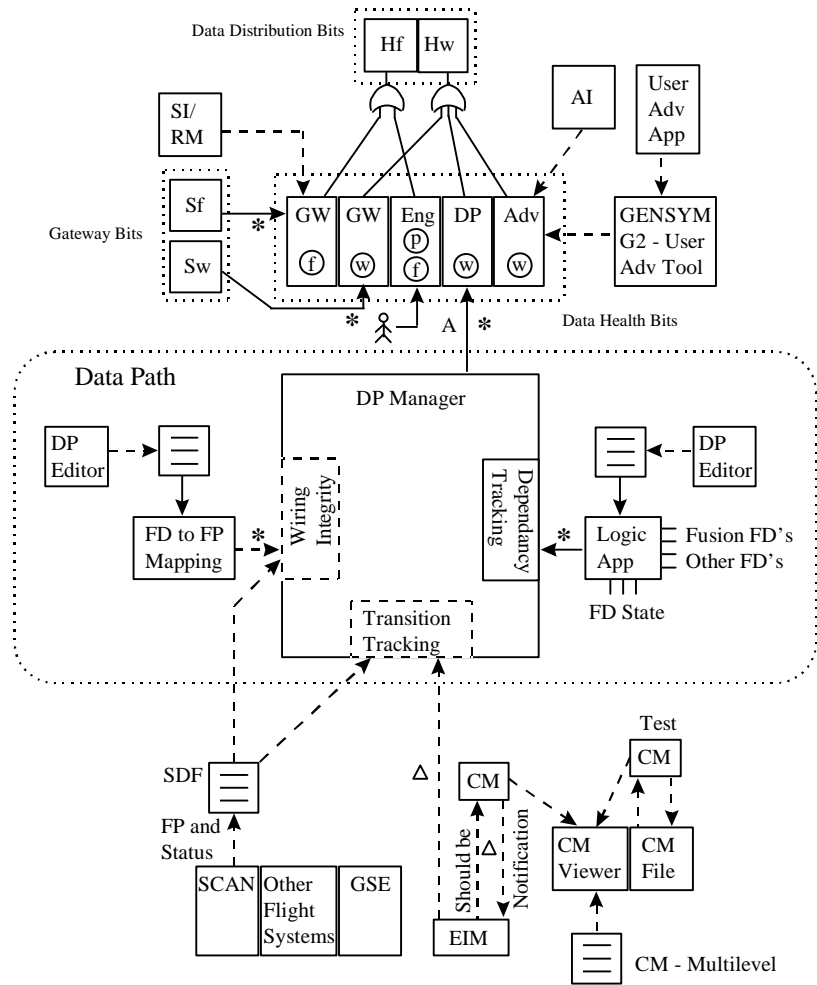 Data Distribution Bits
Hf Hw
SI/
RM
AI
User
Adv
App
Gateway Bits
Sf
Sw
*
GW
f
GW
w
Eng
p
f
DP
w
Adv
w
GENSYM
G2 - User
Adv Tool
*
A *
Data Health Bits
Data Path
DP Manager
DP
Editor
FD to FP
Mapping
*
Wiring
Integrity
Dependancy
Tracking
*
DP
Editor
Logic
App
Fusion FD's
Other FD's
FD State
Transition
Tracking
SDF
FP and
Status
SCAN
Other
Flight
Systems
GSE
Δ
CM
Should be
Δ
Notification
EIM
Test
CM
CM
Viewer
CM
File
CM - Multilevel